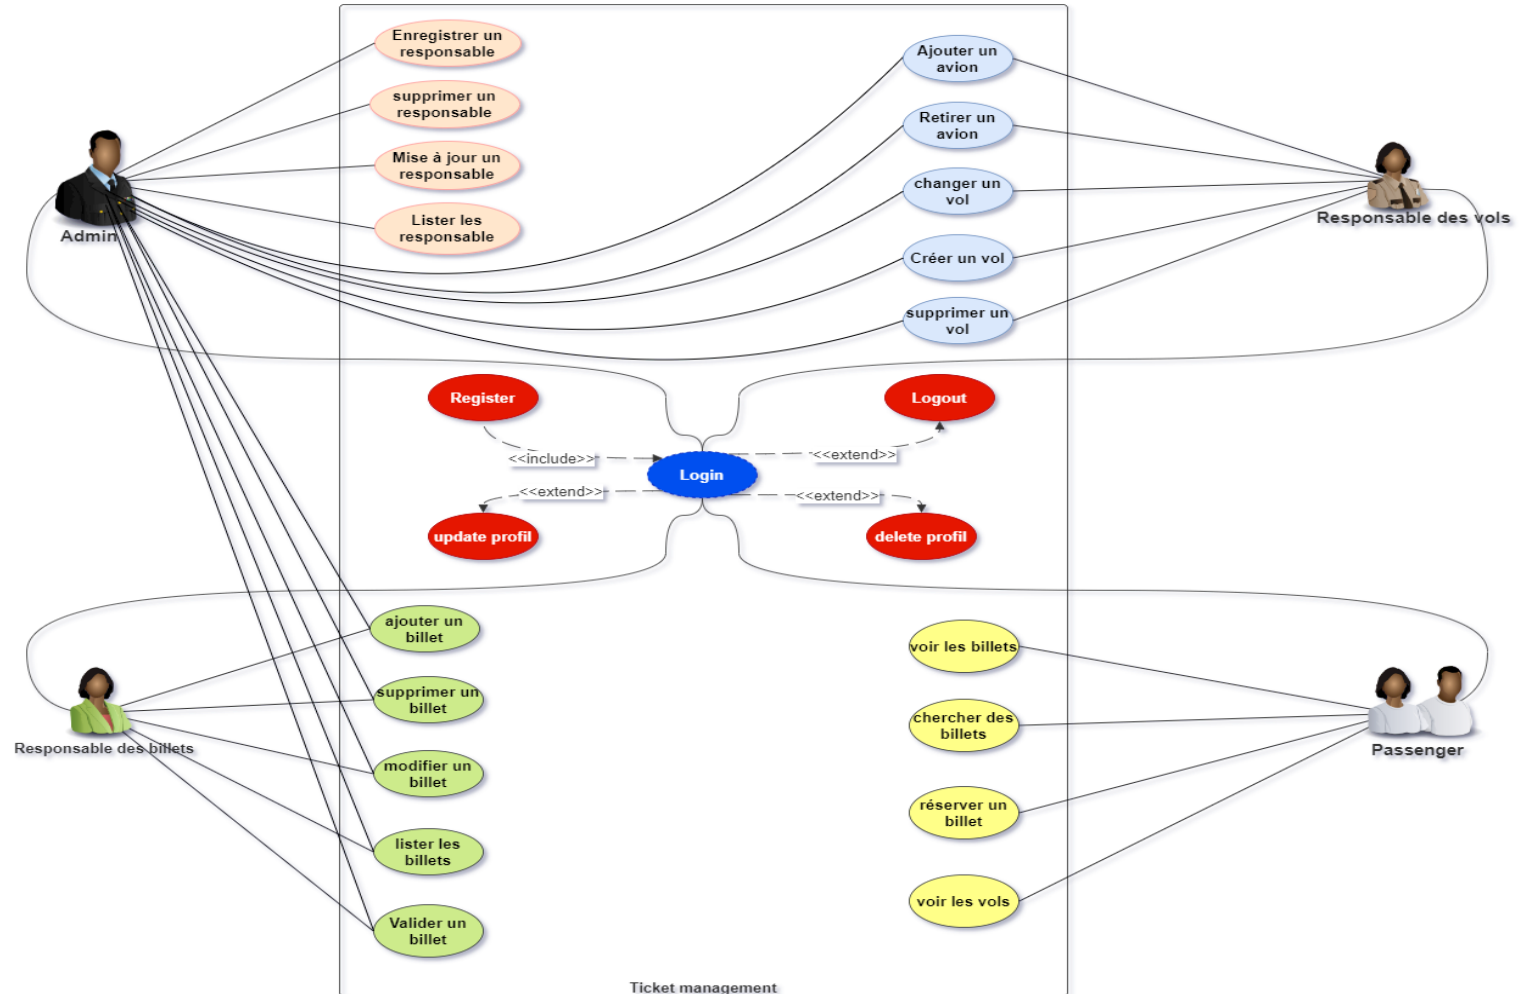 Enregistrer un
responsable
supprimer un
responsable
Mise à jour un
responsable
Lister les
responsable
Ajouter un
avion
Retirer un
avion
changer un
vol
Créer un vol
supprimer un
vol
Admin
Responsable des vols
Register
Logout
<<include>>
<<extend>>
Login
<<extend>>
<<extend>>
update profil
delete profil
ajouter un
billet
supprimer un
billet
modifier un
billet
lister les
billets
Valider un
billet
voir les billets
chercher des
billets
réserver un
billet
voir les vols
Responsable des billets
Passenger
Ticket management